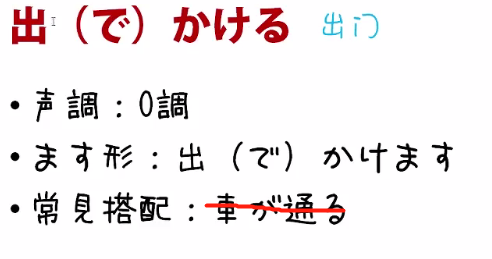 出（で）かける 出门
• 声調：0調
• ます形：出（で）かけます
• 常見搭配：車が通る